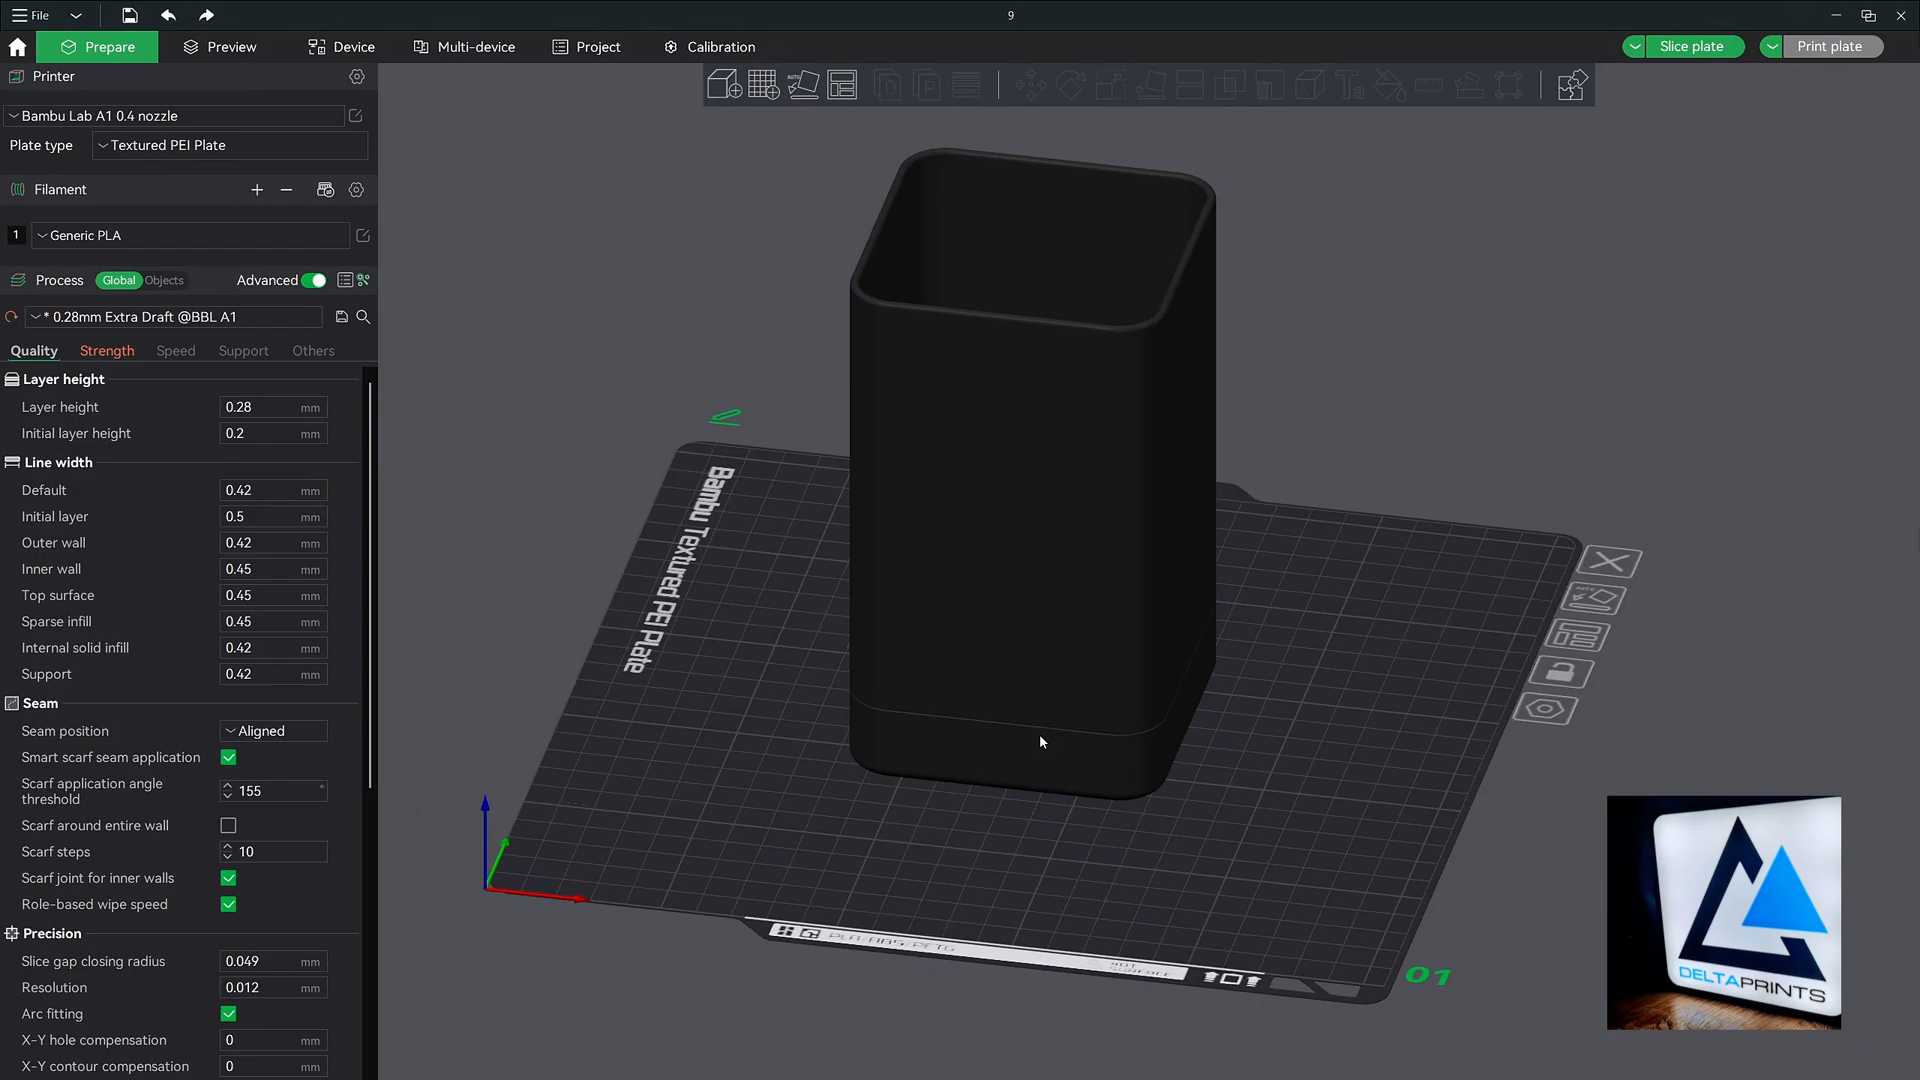 File
9
Prepare
Preview
Device
Multi-device
Project
Calibration
Slice plate
Print plate
Printer
Bambu Lab A1 0.4 nozzle
Plate type
Textured PEI Plate
Filament
1
Generic PLA
Process
Global
Objects
Advanced
* 0.28mm Extra Draft @BBL A1
Quality
Strength
Speed
Support
Others
Layer height
Layer height 0.28 mm
Initial layer height 0.2 mm
Line width
Default 0.42 mm
Initial layer 0.5 mm
Outer wall 0.42 mm
Inner wall 0.45 mm
Top surface 0.45 mm
Sparse infill 0.45 mm
Internal solid infill 0.42 mm
Support 0.42 mm
Seam
Seam position Aligned
Smart scarf seam application
Scarf application angle
threshold 155 °
Scarf around entire wall
Scarf steps 10
Scarf joint for inner walls
Role-based wipe speed
Precision
Slice gap closing radius 0.049 mm
Resolution 0.012 mm
Arc fitting
X-Y hole compensation 0 mm
X-Y contour compensation 0 mm
Bambu Textured PEI Plate
PLA/ABS/PETG
HOT
SURFACE
01
AUTO
AUTO
DELTAPRINTS